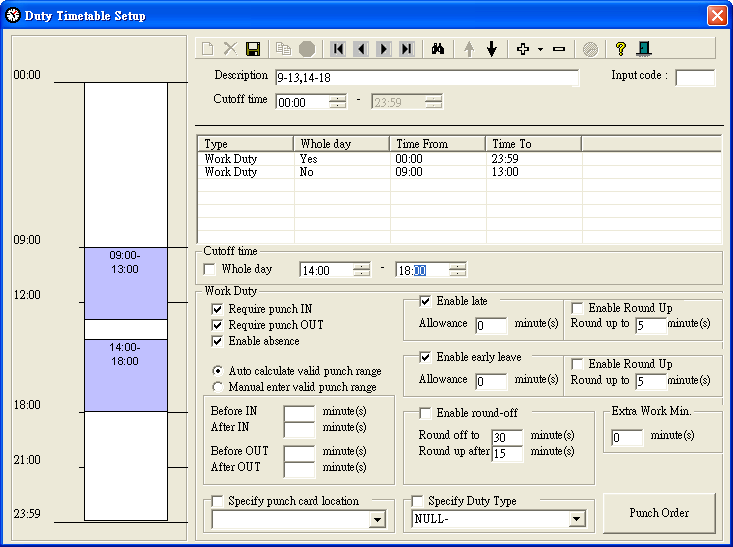 Duty Timetable Setup
00:00
09:00
09:00-
13:00
12:00
14:00-
18:00
18:00
21:00
23:59
Description 9-13,14-18 Input code :
Cutoff time 00:00 - 23:59
Type Whole day Time From Time To
Work Duty Yes 00:00 23:59
Work Duty No 09:00 13:00
Cutoff time
Whole day 14:00 - 18:00
Work Duty
Require punch IN
Require punch OUT
Enable absence
Auto calculate valid punch range
Manual enter valid punch range
Before IN minute(s)
After IN minute(s)
Before OUT minute(s)
After OUT minute(s)
Enable late
Allowance 0 minute(s)
Enable Round Up
Round up to 5 minute(s)
Enable early leave
Allowance 0 minute(s)
Enable Round Up
Round up to 5 minute(s)
Enable round-off
Round off to 30 minute(s)
Round up after 15 minute(s)
Extra Work Min.
0 minute(s)
Specify punch card location
Specify Duty Type
NULL-
Punch Order